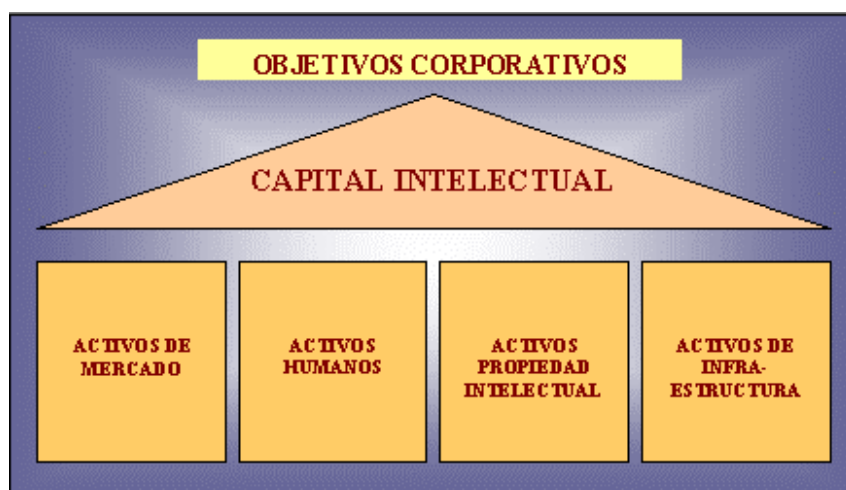 OBJETIVOS CORPORATIVOS
CAPITAL INTELECTUAL
ACTIVOS DE
MERCADO
ACTIVOS
HUMANOS
ACTIVOS
PROPIEDAD
INTELECTUAL
ACTIVOS DE
INFRA-
ESTRUCTURA